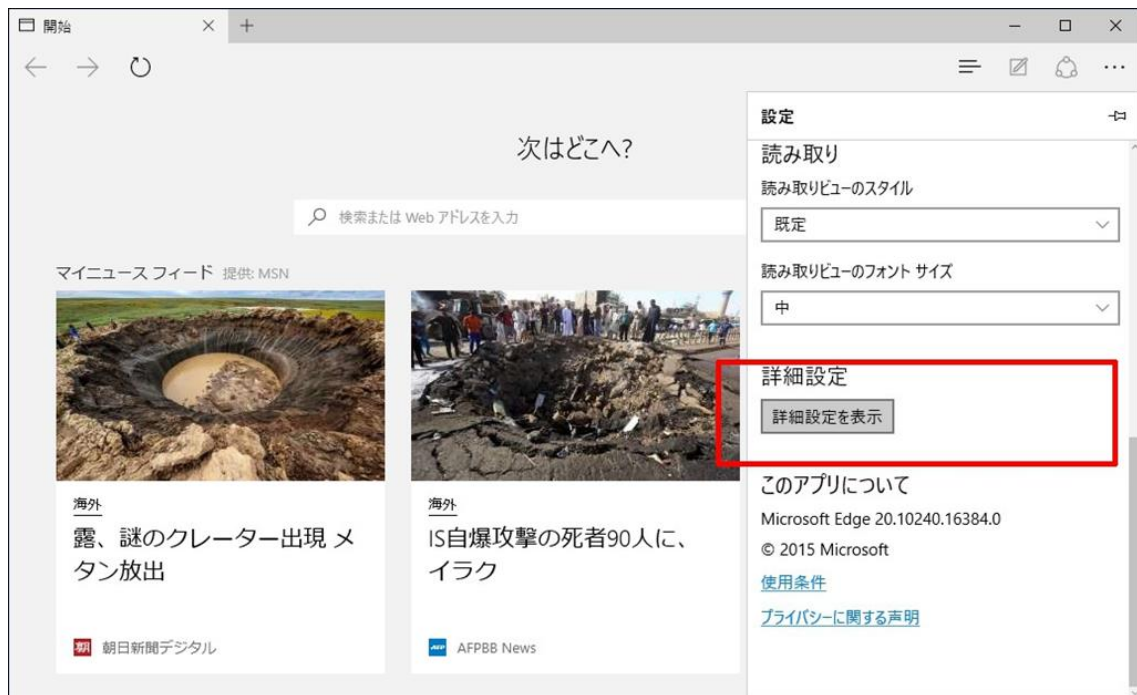 開始
次はどこへ?
検索または Web アドレスを入力
マイニュース フィード 提供: MSN
海外
露、謎のクレーター出現 メ
タン放出
朝 朝日新聞デジタル
海外
IS自爆攻撃の死者90人に、
イラク
AFP AFPBB News
設定
読み取り
読み取りビューのスタイル
既定
読み取りビューのフォント サイズ
中
詳細設定
詳細設定を表示
このアプリについて
Microsoft Edge 20.10240.16384.0
© 2015 Microsoft
使用条件
プライバシーに関する声明